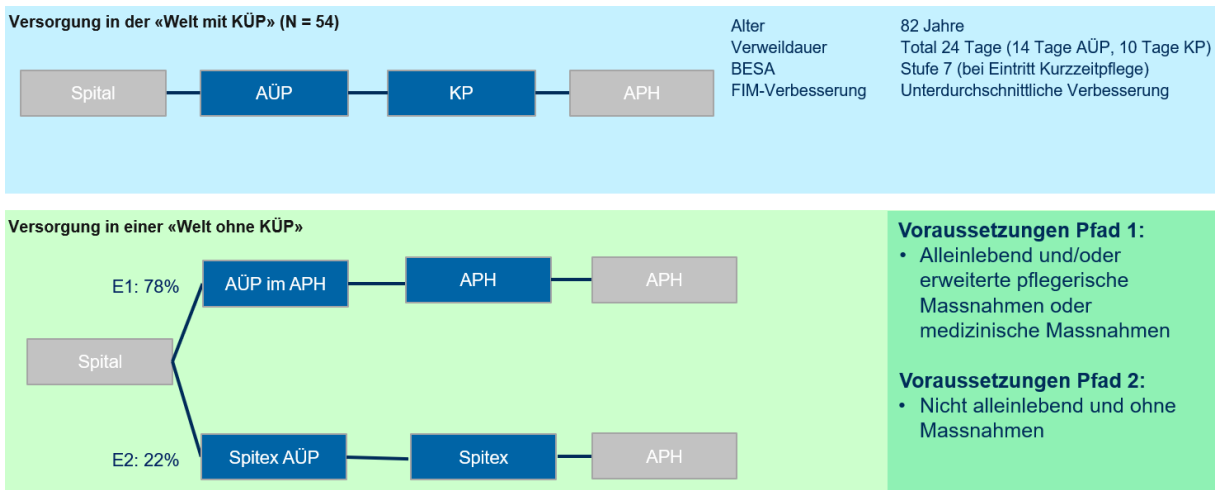 Versorgung in der «Welt mit KÜP» (N = 54)
Alter 82 Jahre
Verweildauer Total 24 Tage (14 Tage AÜP, 10 Tage KP)
BESA Stufe 7 (bei Eintritt Kurzzeitpflege)
FIM-Verbesserung Unterdurchschnittliche Verbesserung
Spital AÜP KP APH
Versorgung in einer «Welt ohne KÜP»
E1: 78% AÜP im APH APH APH
Spital
E2: 22% Spitex AÜP Spitex APH
Voraussetzungen Pfad 1:
• Alleinlebend und/oder
erweiterte pflegerische
Massnahmen oder
medizinische Massnahmen
Voraussetzungen Pfad 2:
• Nicht alleinlebend und ohne
Massnahmen